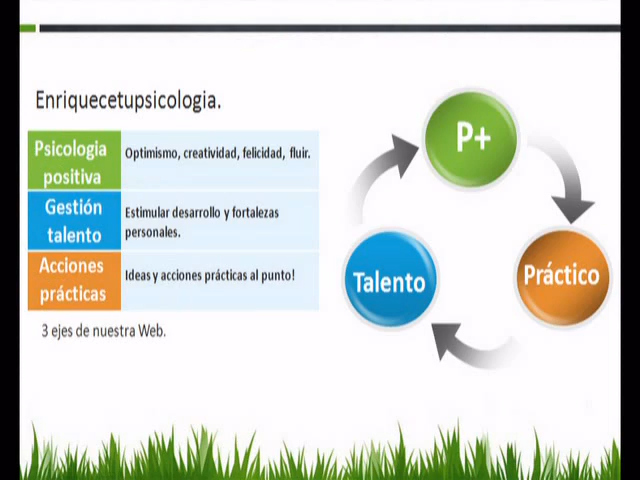 Enriquecetupsicologia.
Psicologia
positiva
Optimismo, creatividad, felicidad, fluir.
Gestión
talento
Estimular desarrollo y fortalezas
personales.
Acciones
prácticas
Ideas y acciones prácticas al punto!
3 ejes de nuestra Web.
P+
Talento
Práctico